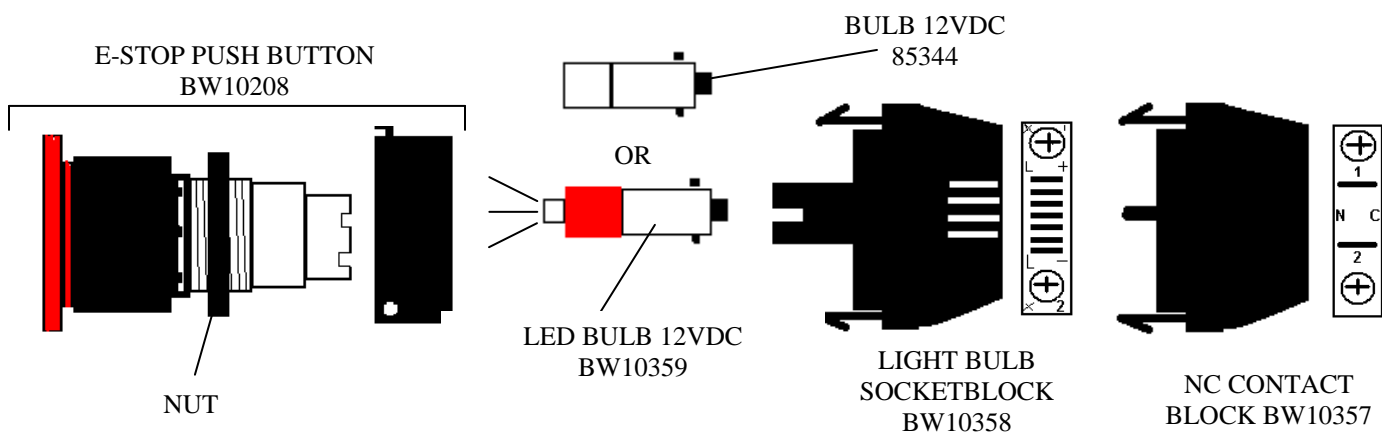 E-STOP PUSH BUTTON
BW10208
BULB 12VDC
85344
OR
LED BULB 12VDC
BW10359
NUT
LIGHT BULB
SOCKETBLOCK
BW10358
X -
L +
L -
X 2
NC CONTACT
BLOCK BW10357
1
N C
2